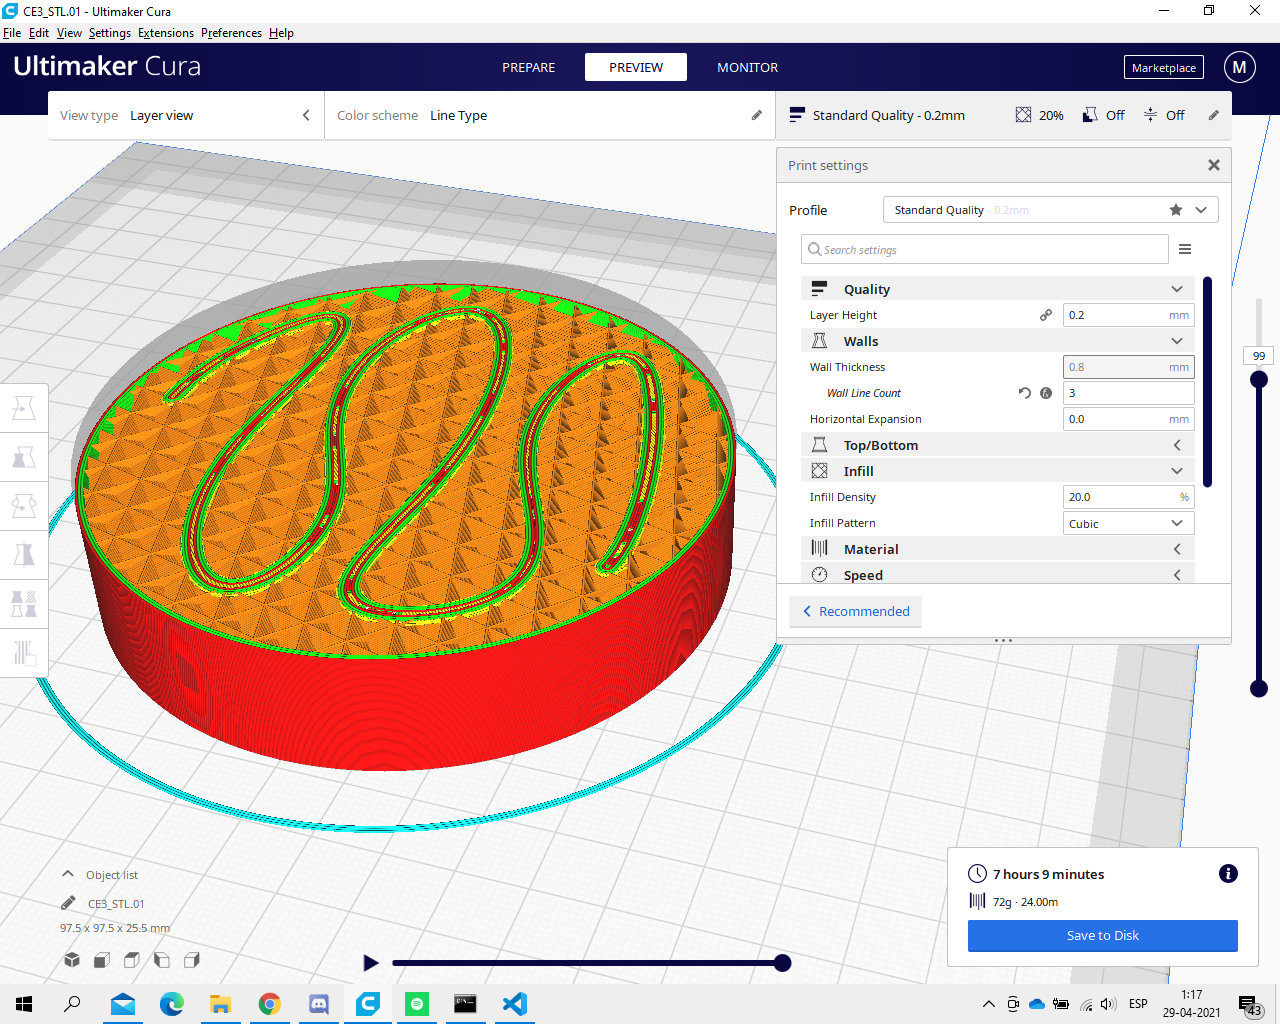 CE3_STL.01 - Ultimaker Cura
File Edit View Settings Extensions Preferences Help
Ultimaker Cura
PREPARE
PREVIEW
MONITOR
Marketplace
M
View type Layer view
Color scheme Line Type
Standard Quality - 0.2mm
20%
Off
Off
Print settings
Profile
Standard Quality - 0.2mm
Search settings
Quality
Layer Height 0.2 mm
Walls
Wall Thickness 0.8 mm
Wall Line Count 3
Horizontal Expansion 0.0 mm
Top/Bottom
Infill
Infill Density 20.0 %
Infill Pattern Cubic
Material
Speed
Recommended
99
Object list
CE3_STL.01
97.5 x 97.5 x 25.5 mm
7 hours 9 minutes
72g · 24.00m
Save to Disk
ESP
1:17
29-04-2021
43